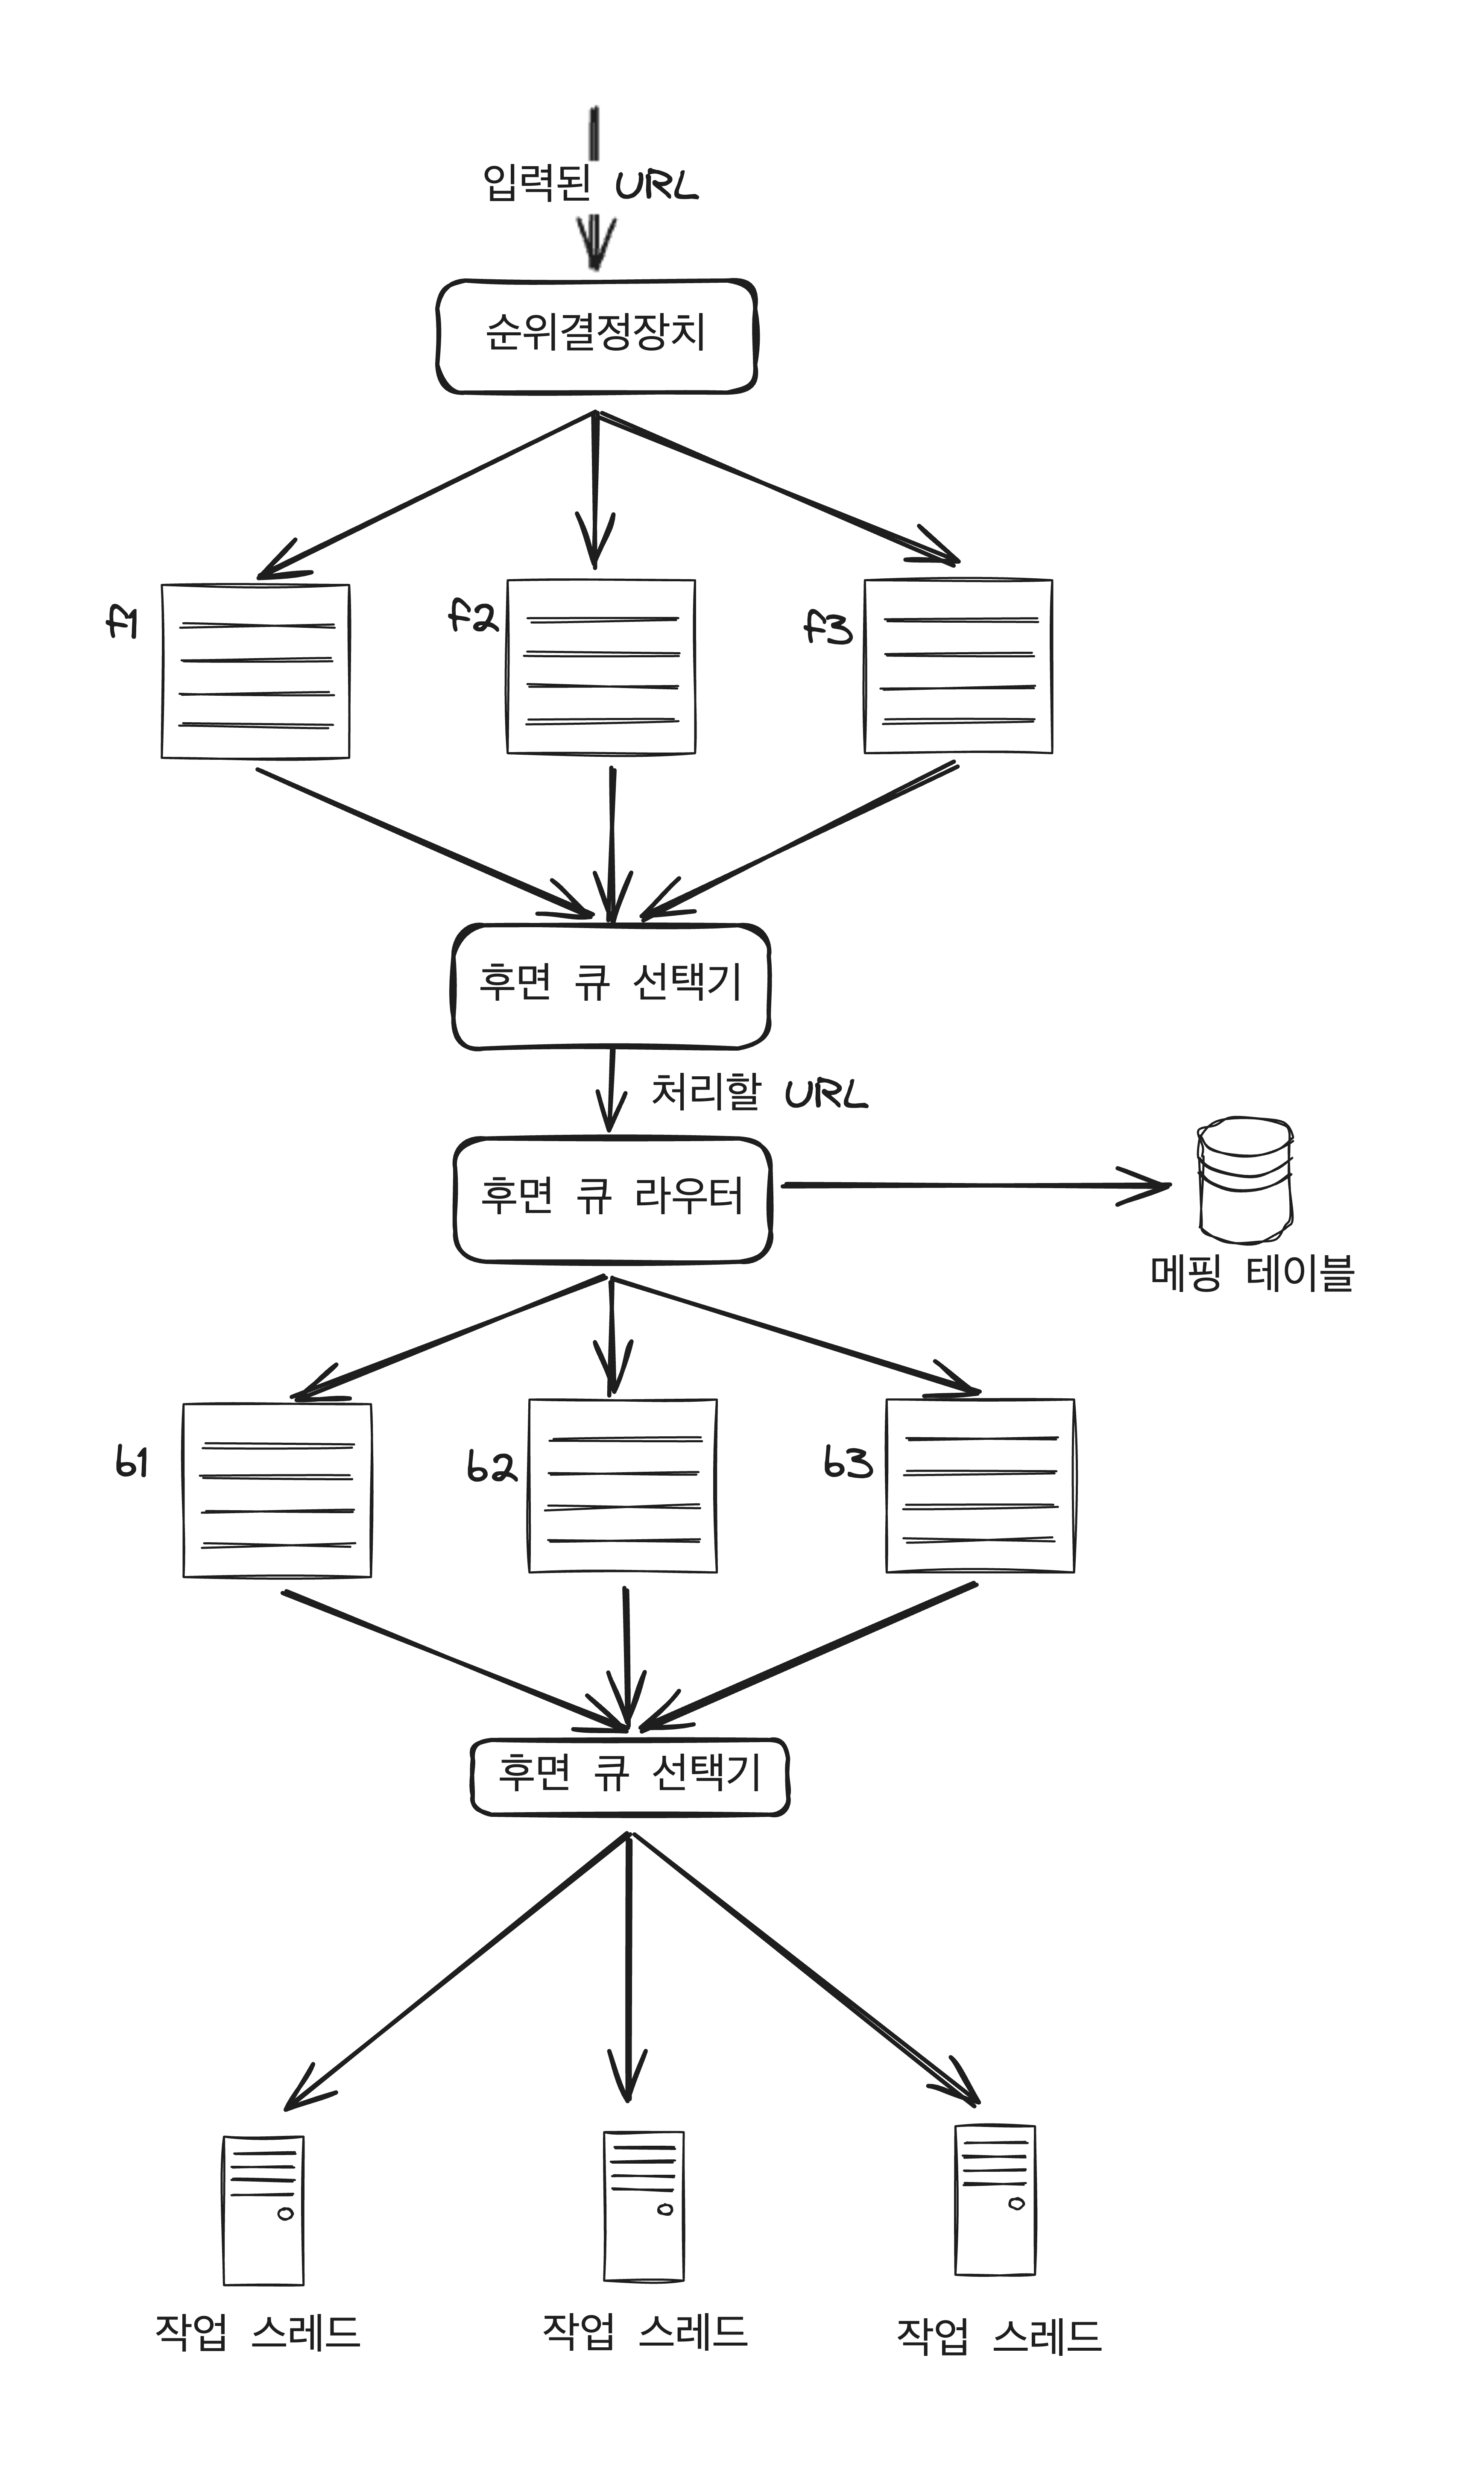 입력된 URL
순위결정장치
f1
f2
f3
후면 큐 선택기
처리할 URL
후면 큐 라우터
메핑 테이블
b1
b2
b3
후면 큐 선택기
작업 스레드
작업 스레드
작업 스레드